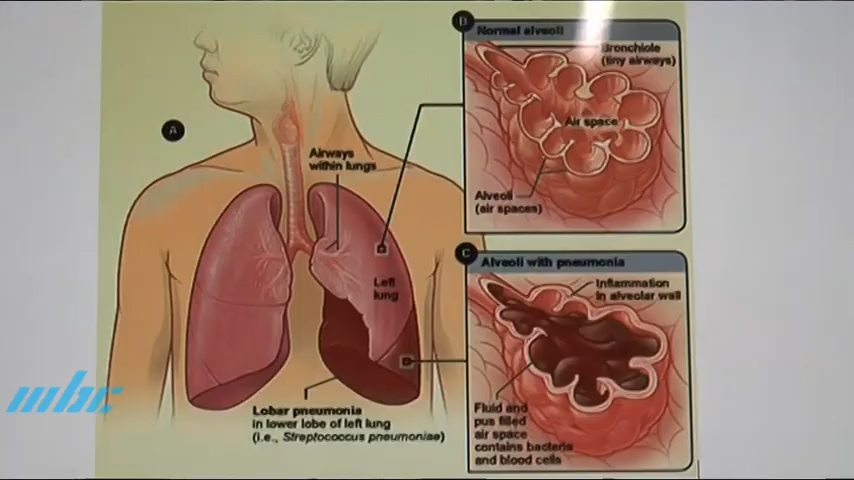 A
Airways
within lungs
Left
lung
Lobar pneumonia
in lower lobe of left lung
(i.e., Streptococcus pneumoniae)
B
Normal alveoli
Bronchiole
(tiny airways)
Air space
Alveoli
(air spaces)
C
Alveoli with pneumonia
Inflammation
in alveolar wall
Fluid and
pus filled
air space
contains bacteria
and blood cells
mbc